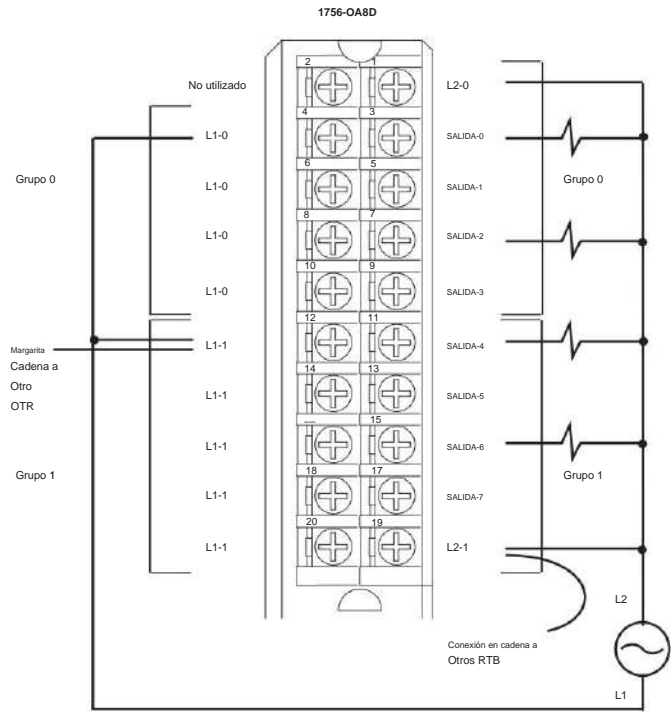 1756-OA8D
2 1
No utilizado L2-0
4 3
L1-0 SALIDA-0
6 5
Grupo 0 L1-0 SALIDA-1 Grupo 0
8 7
L1-0 SALIDA-2
10 9
L1-0 SALIDA-3
12 11
L1-1 SALIDA-4
Margarita
Cadena a
Otro
OTR
14 13
L1-1 SALIDA-5
— 15
L1-1 SALIDA-6
Grupo 1 Grupo 1
18 17
L1-1 SALIDA-7
20 19
L1-1 L2-1
L2
Conexión en cadena a
Otros RTB
L1